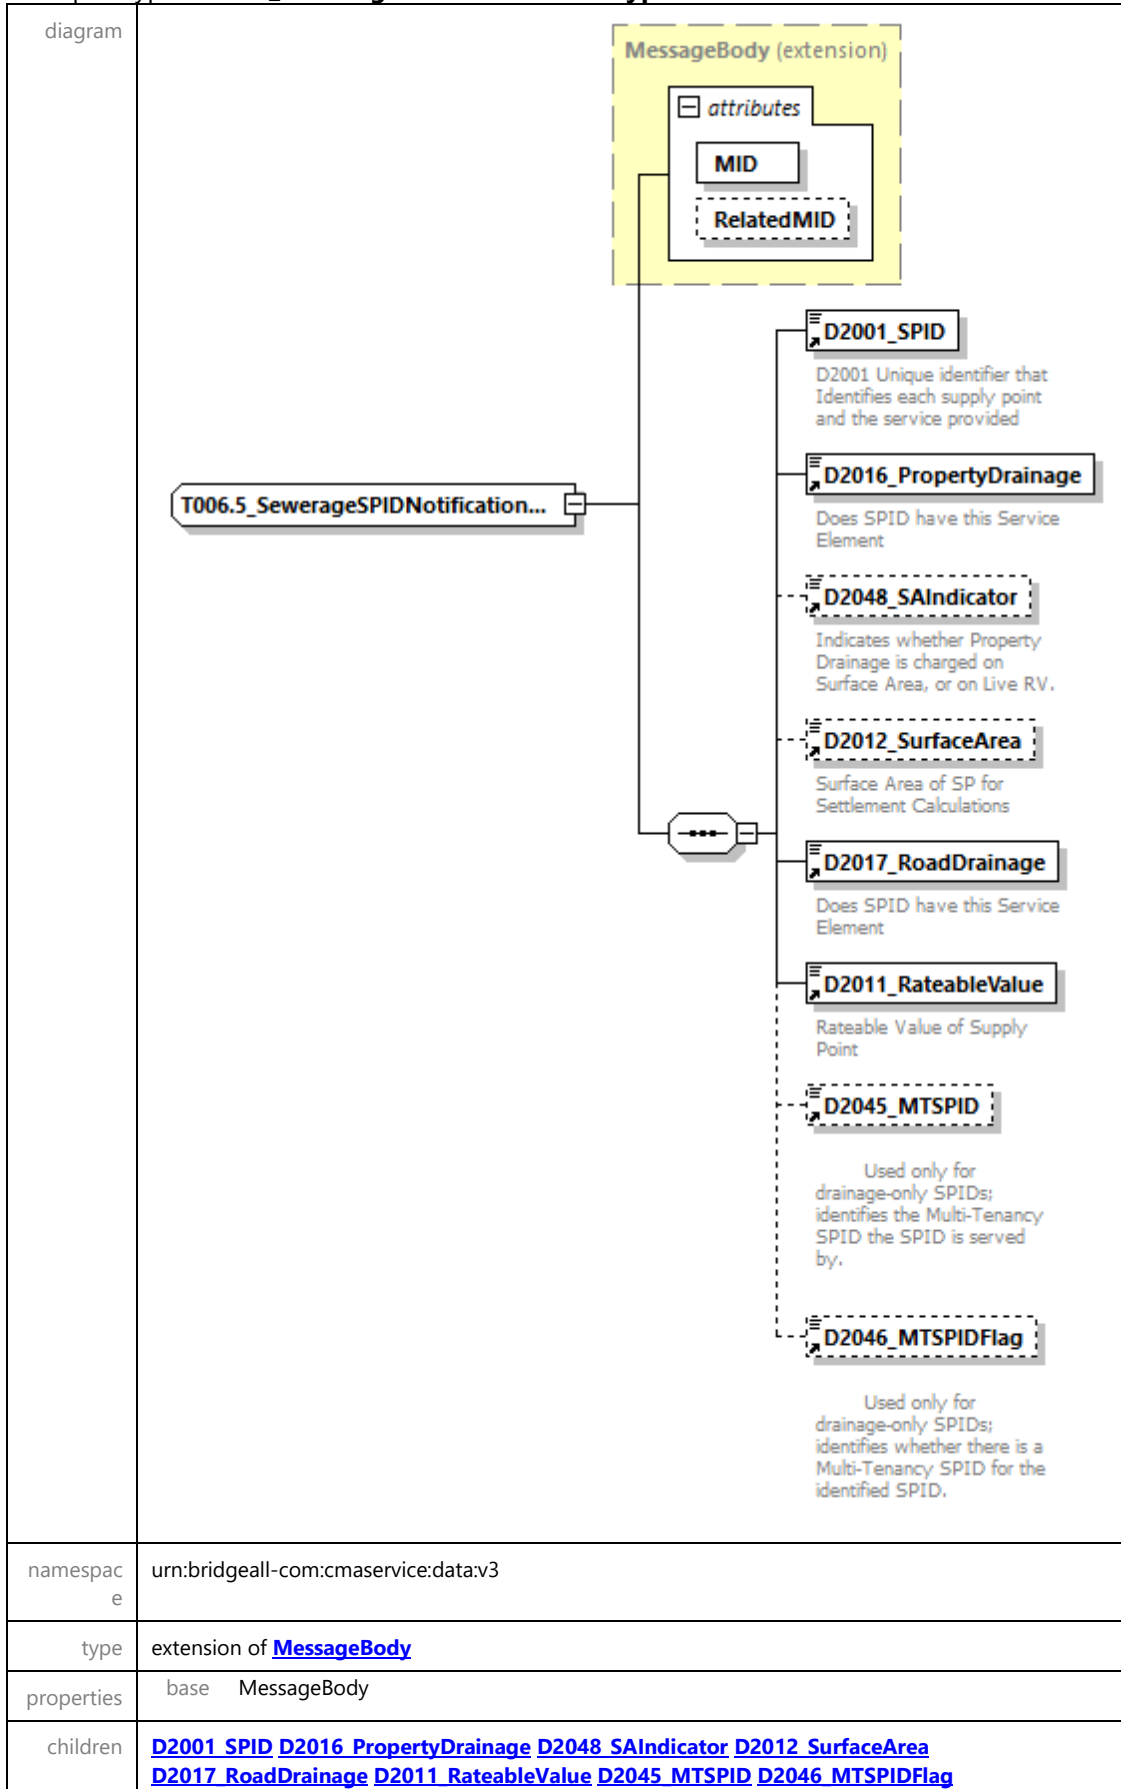 diagram
MessageBody (extension)
attributes
MID
RelatedMID
D2001_SPID
D2001 Unique identifier that
Identifies each supply point
and the service provided
D2016_PropertyDrainage
Does SPID have this Service
Element
T006.5_SewerageSPIDNotification...
D2048_SAIndicator
Indicates whether Property
Drainage is charged on
Surface Area, or on Live RV.
D2012_SurfaceArea
Surface Area of SP for
Settlement Calculations
D2017_RoadDrainage
Does SPID have this Service
Element
D2011_RateableValue
Rateable Value of Supply
Point
D2045_MTSPID
Used only for
drainage-only SPIDs;
identifies the Multi-Tenancy
SPID the SPID is served
by.
D2046_MTSPIDFlag
Used only for
drainage-only SPIDs;
identifies whether there is a
Multi-Tenancy SPID for the
identified SPID.
namespac
e
urn:bridgeall-com:cmaservice:data:v3
type extension of MessageBody
properties base MessageBody
children D2001_SPID D2016_PropertyDrainage D2048_SAIndicator D2012_SurfaceArea
D2017_RoadDrainage D2011_RateableValue D2045_MTSPID D2046_MTSPIDFlag